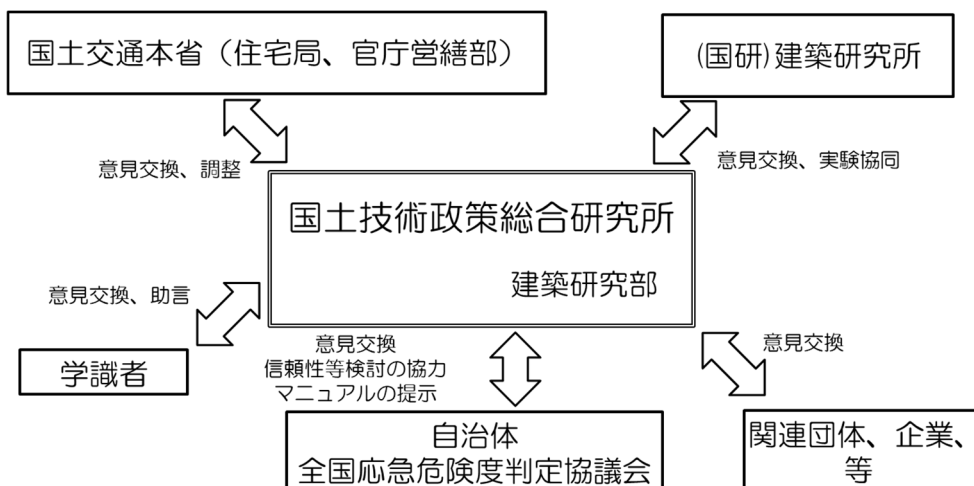 国土交通本省（住宅局、官庁営繕部）
(国研)建築研究所
意見交換、調整
意見交換、実験協同
国土技術政策総合研究所
建築研究部
意見交換、助言
学識者
意見交換
信頼性等検討の協力
マニュアルの提示
意見交換
自治体
全国応急危険度判定協議会
関連団体、企業、
等